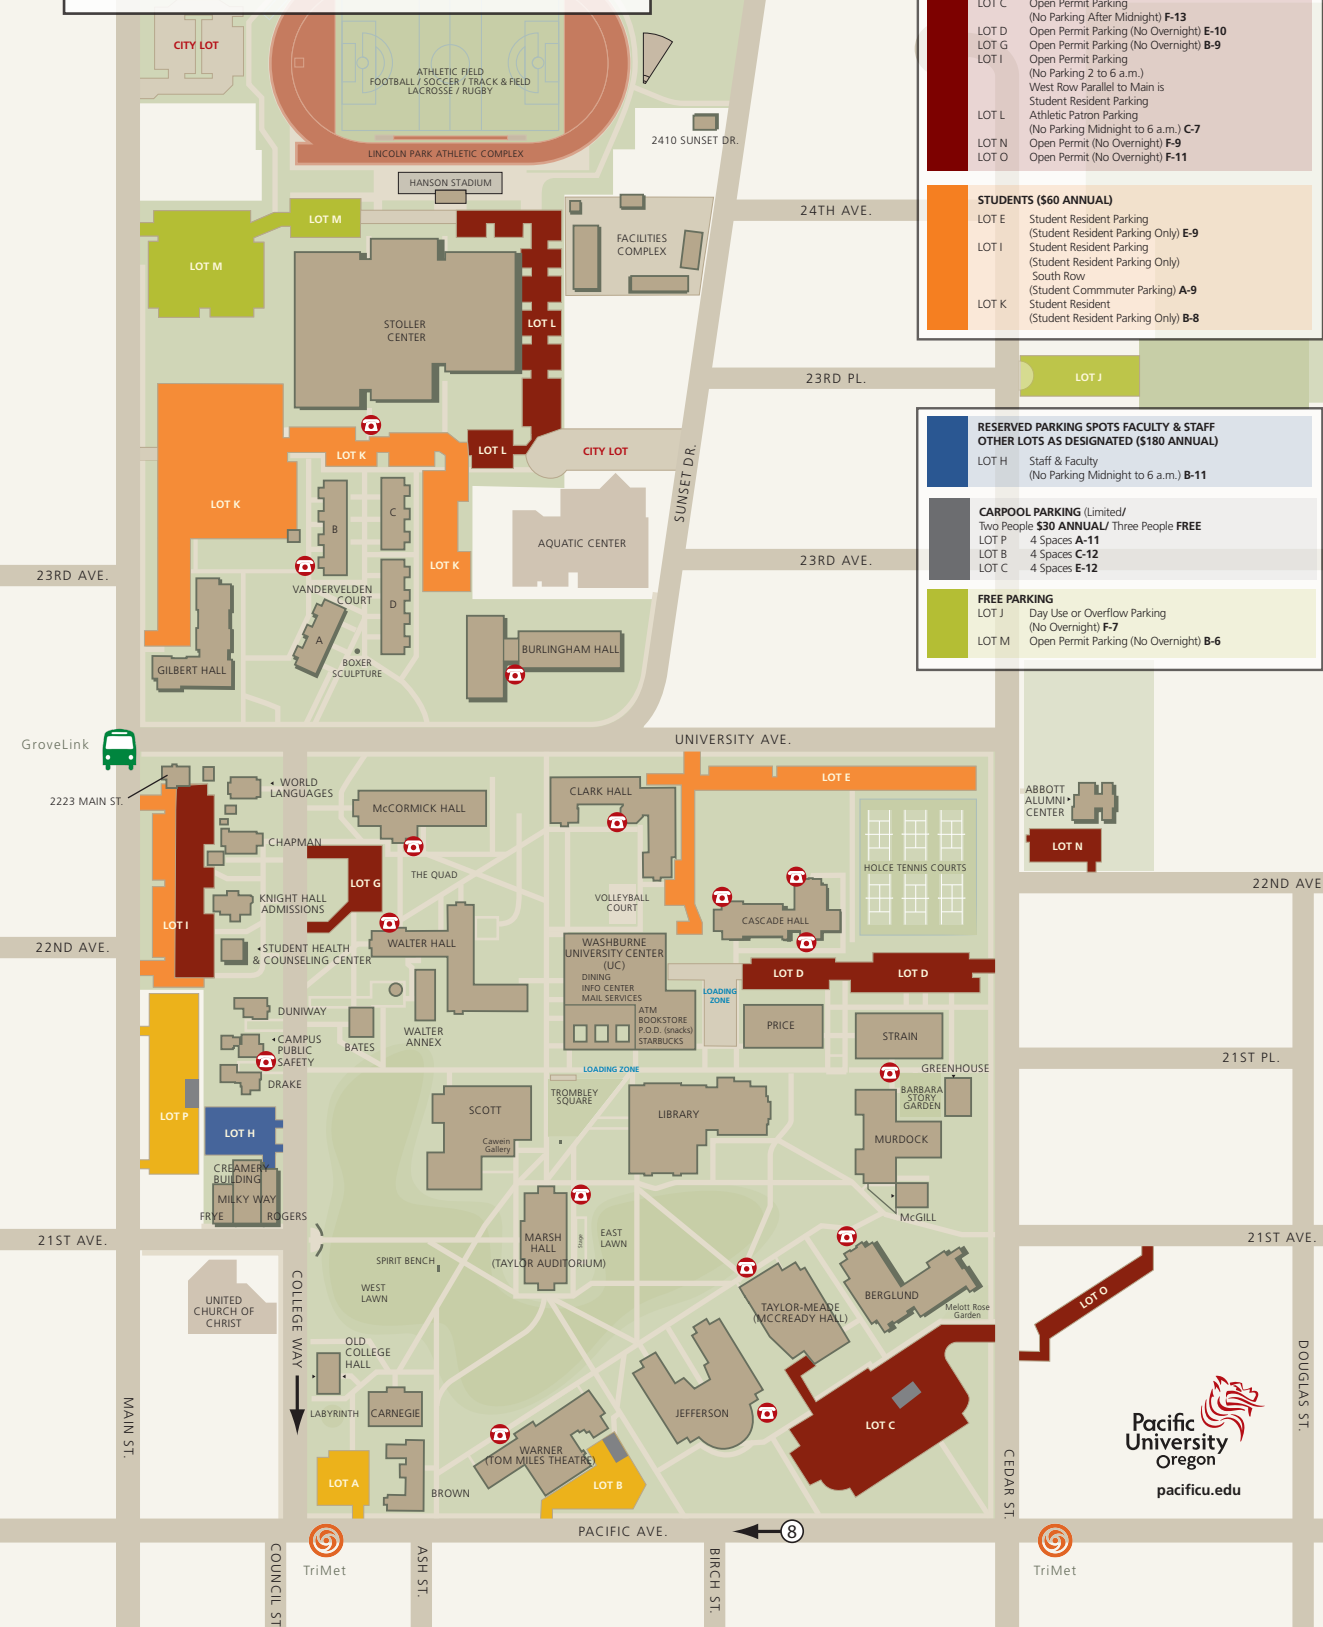 LOT C Open Permit Parking
(No Parking After Midnight) F-13
LOT D Open Permit Parking (No Overnight) E-10
LOT G Open Permit Parking (No Overnight) B-9
LOT I Open Permit Parking
(No Parking 2 to 6 a.m.)
West Row Parallel to Main is
Student Resident Parking
LOT L Athletic Patron Parking
(No Parking Midnight to 6 a.m.) C-7
LOT N Open Permit (No Overnight) F-9
LOT O Open Permit (No Overnight) F-11
STUDENTS ($60 ANNUAL)
LOT E Student Resident Parking
(Student Resident Parking Only) E-9
LOT I Student Resident Parking
(Student Resident Parking Only)
South Row
(Student Commmuter Parking) A-9
LOT K Student Resident
(Student Resident Parking Only) B-8
RESERVED PARKING SPOTS FACULTY & STAFF
OTHER LOTS AS DESIGNATED ($180 ANNUAL)
LOT H Staff & Faculty
(No Parking Midnight to 6 a.m.) B-11
CARPOOL PARKING (Limited/
Two People $30 ANNUAL/ Three People FREE
LOT P 4 Spaces A-11
LOT B 4 Spaces C-12
LOT C 4 Spaces E-12
FREE PARKING
LOT J Day Use or Overflow Parking
(No Overnight) F-7
LOT M Open Permit Parking (No Overnight) B-6
CITY LOT
ATHLETIC FIELD
FOOTBALL / SOCCER / TRACK & FIELD
LACROSSE / RUGBY
LINCOLN PARK ATHLETIC COMPLEX
HANSON STADIUM
2410 SUNSET DR.
LOT M
LOT M
FACILITIES
COMPLEX
24TH AVE.
STOLLER
CENTER
LOT L
23RD PL.
LOT J
LOT K
LOT L
CITY LOT
SUNSET DR.
LOT K
B
C
AQUATIC CENTER
LOT K
23RD AVE.
23RD AVE.
VANDERVELDEN
COURT
D
A
BOXER
SCULPTURE
GILBERT HALL
BURLINGHAM HALL
GroveLink
UNIVERSITY AVE.
2223 MAIN ST.
WORLD
LANGUAGES
McCORMICK HALL
CLARK HALL
LOT E
ABBOTT
ALUMNI
CENTER
CHAPMAN
LOT N
THE QUAD
LOT G
HOLCE TENNIS COURTS
22ND AVE
KNIGHT HALL
ADMISSIONS
VOLLEYBALL
COURT
CASCADE HALL
LOT I
22ND AVE.
STUDENT HEALTH
& COUNSELING CENTER
WALTER HALL
WASHBURNE
UNIVERSITY CENTER
(UC)
DINING
INFO CENTER
MAIL SERVICES
ATM
BOOKSTORE
P.O.D. (snacks)
STARBUCKS
LOT D
LOT D
LOADING
ZONE
DUNIWAY
WALTER
ANNEX
BATES
PRICE
STRAIN
CAMPUS
PUBLIC
SAFETY
DRAKE
21ST PL.
LOADING ZONE
GREENHOUSE
TROMBLEY
SQUARE
BARBARA
STORY
GARDEN
LOT P
LOT H
SCOTT
Cawein
Gallery
LIBRARY
MURDOCK
CREAMERY
BUILDING
MILKY WAY
FRYE
ROGERS
McGILL
21ST AVE.
21ST AVE.
MARSH
HALL
(TAYLOR AUDITORIUM)
Stage
EAST
LAWN
SPIRIT BENCH
WEST
LAWN
BERGLUND
Melott Rose
Garden
TAYLOR-MEADE
(MCCREADY HALL)
LOT O
UNITED
CHURCH OF
CHRIST
COLLEGE WAY
OLD
COLLEGE
HALL
LABYRINTH
CARNEGIE
JEFFERSON
LOT C
MAIN ST.
DOUGLAS ST.
CEDAR ST.
Pacific
University
Oregon
pacificu.edu
WARNER
(TOM MILES THEATRE)
LOT A
BROWN
LOT B
PACIFIC AVE.
8
TriMet
TriMet
COUNCIL ST
ASH ST.
BIRCH ST.